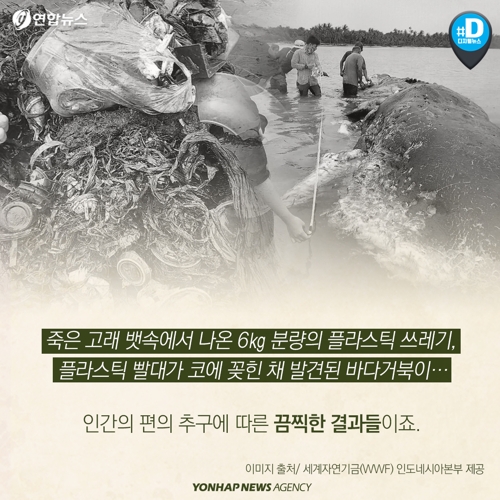 연합뉴스
#D
디지털뉴스
죽은 고래 뱃속에서 나온 6㎏ 분량의 플라스틱 쓰레기,
플라스틱 빨대가 코에 꽂힌 채 발견된 바다거북이…
인간의 편의 추구에 따른 끔찍한 결과들이죠.
이미지 출처/ 세계자연기금(WWF) 인도네시아본부 제공
YONHAP NEWS AGENCY